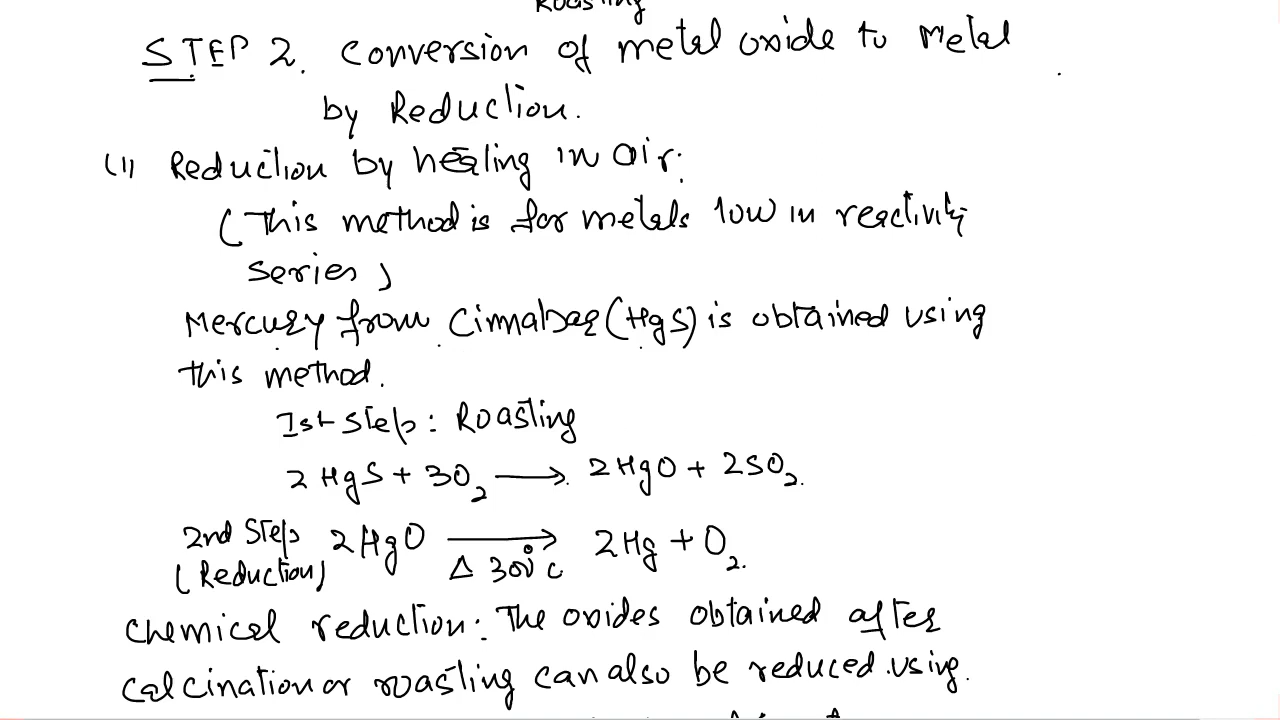 Roasting
STEP 2. Conversion of metal oxide to Metal
by Reduction.
(1) Reduction by heating in air.
(This method is for metals low in reactivity
series)
Mercury from Cinnabar (HgS) is obtained using
this method.
1st Step: Roasting
2HgS + 3O₂ ⟶ 2HgO + 2SO₂.
2nd Step 2HgO ⟶ 2Hg + O₂.
(Reduction) Δ 300°C
Chemical reduction: The oxides obtained after
calcination or roasting can also be reduced using.